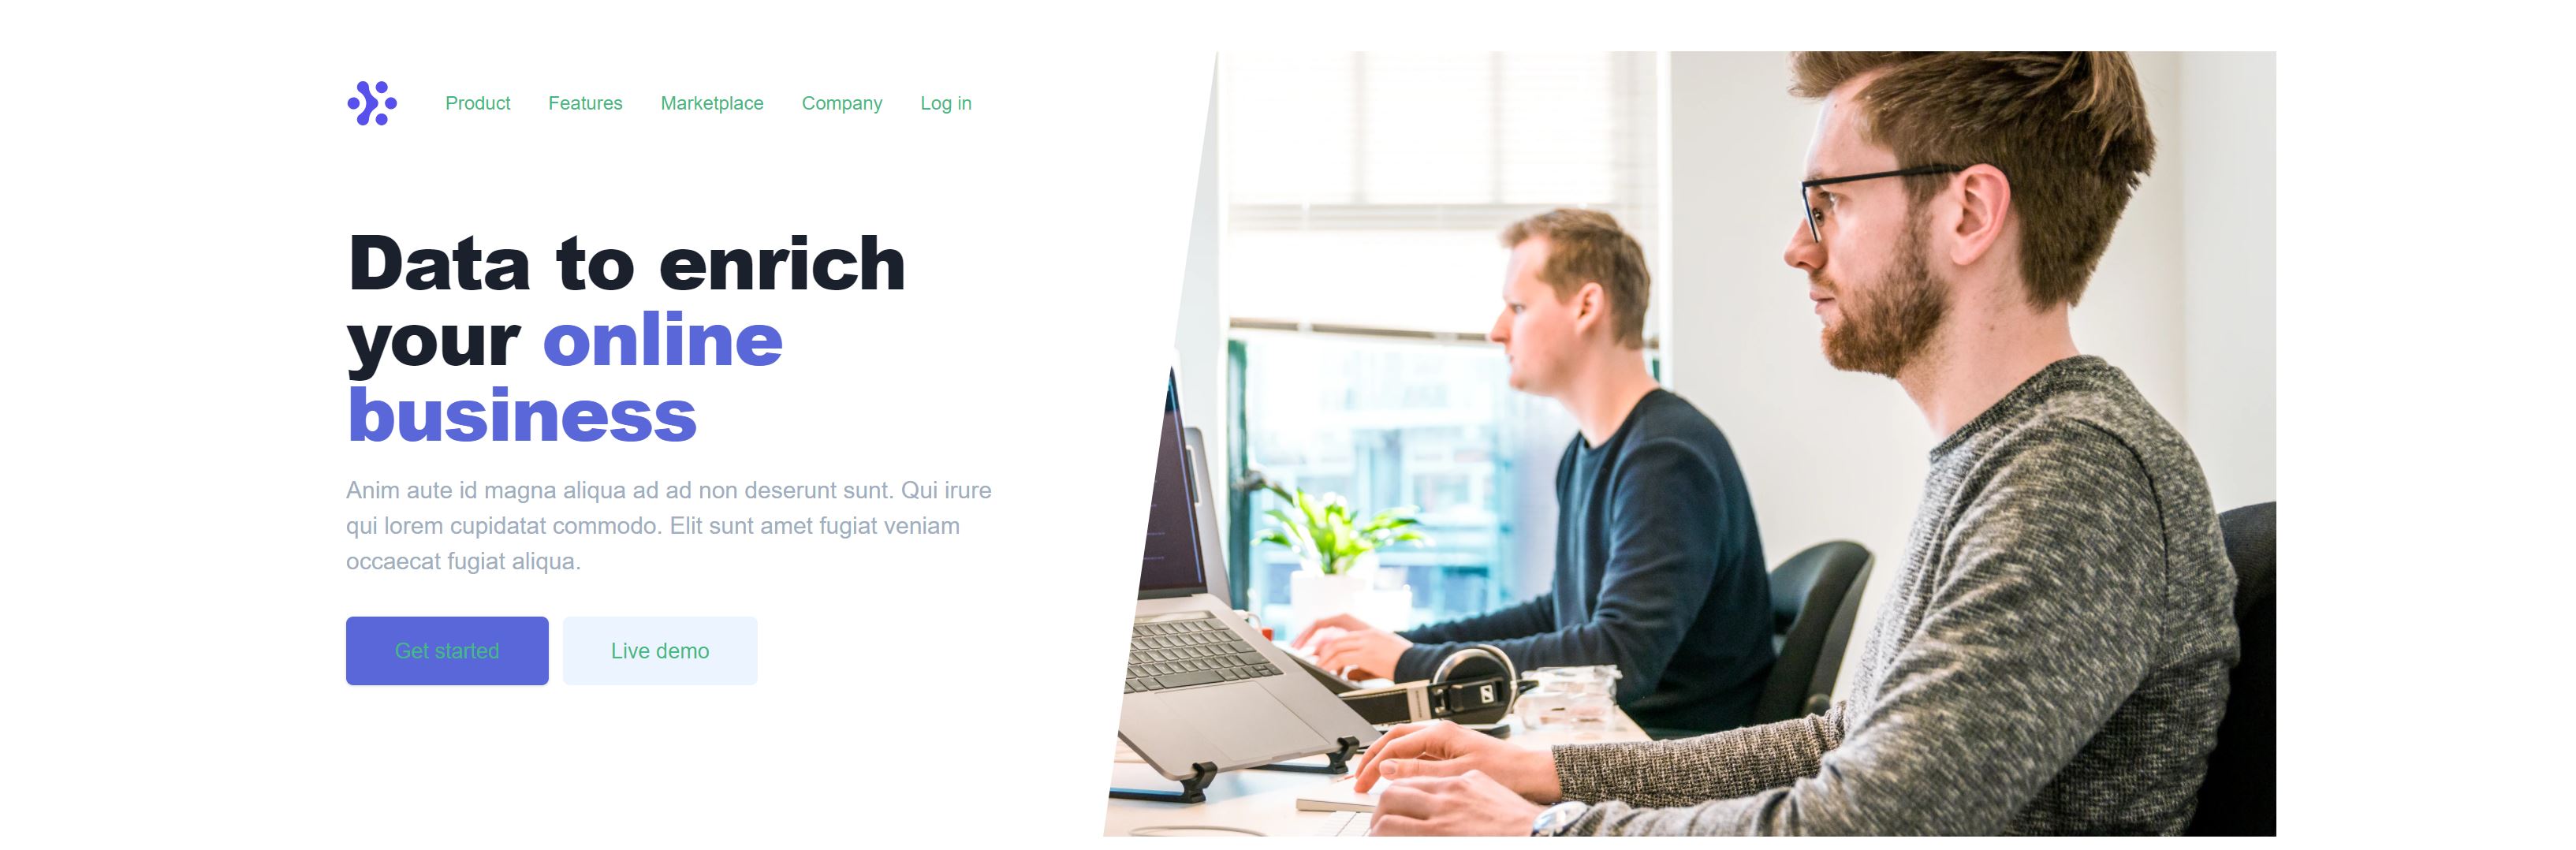 Product Features Marketplace Company Log in
Data to enrich
your online
business
Anim aute id magna aliqua ad ad non deserunt sunt. Qui irure
qui lorem cupidatat commodo. Elit sunt amet fugiat veniam
occaecat fugiat aliqua.
Get started Live demo